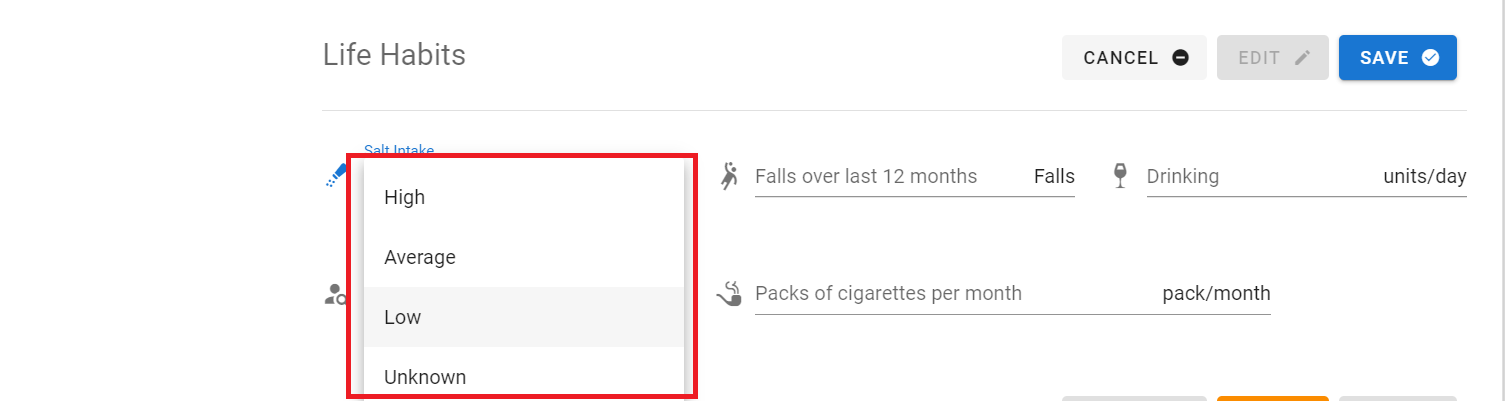 Life Habits
CANCEL
EDIT
SAVE
Salt Intake
High
Average
Low
Unknown
Falls over last 12 months Falls
Drinking units/day
Packs of cigarettes per month pack/month